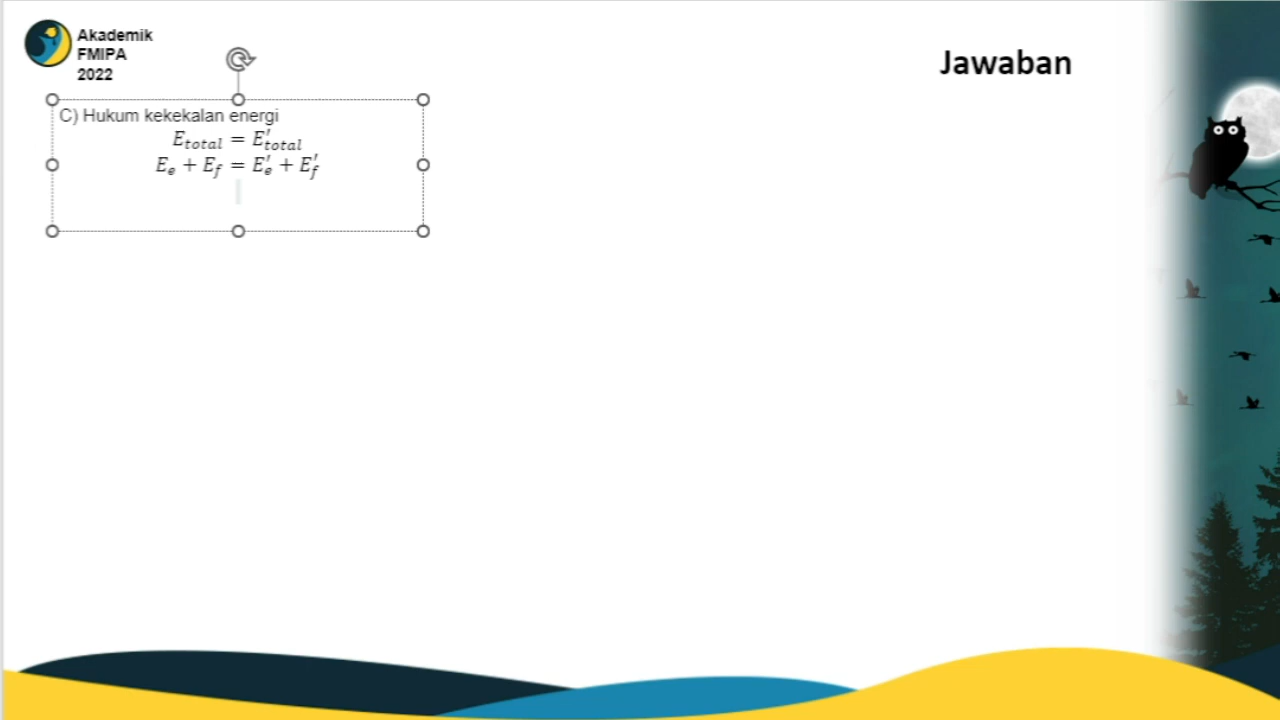 Akademik
FMIPA
2022
Jawaban
C) Hukum kekekalan energi
E_total = E'_total
E_e + E_f = E'_e + E'_f